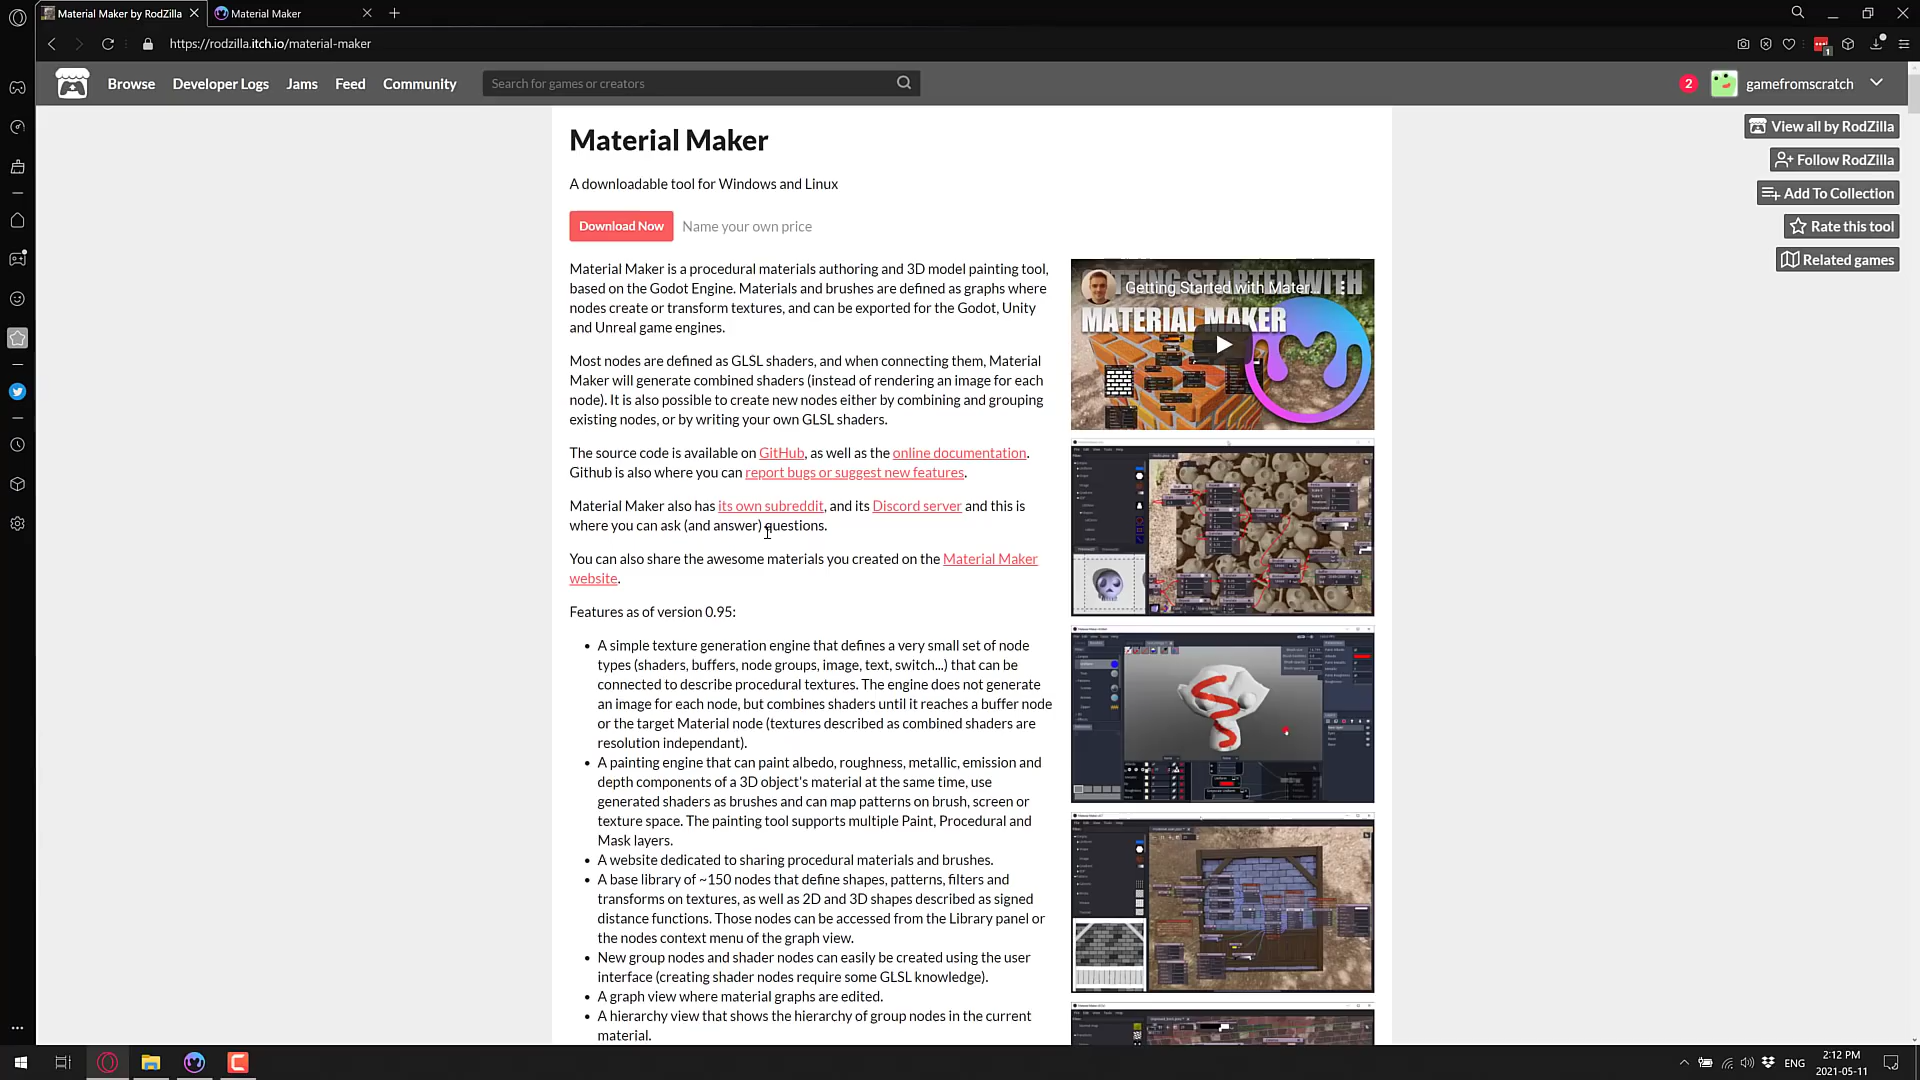 Material Maker by RodZilla
Material Maker
https://rodzilla.itch.io/material-maker
1
Browse
Developer Logs
Jams
Feed
Community
Search for games or creators
2
gamefromscratch
View all by RodZilla
Follow RodZilla
Add To Collection
Rate this tool
Related games
Material Maker
A downloadable tool for Windows and Linux
Download Now
Name your own price
Material Maker is a procedural materials authoring and 3D model painting tool,
based on the Godot Engine. Materials and brushes are defined as graphs where
nodes create or transform textures, and can be exported for the Godot, Unity
and Unreal game engines.
Most nodes are defined as GLSL shaders, and when connecting them, Material
Maker will generate combined shaders (instead of rendering an image for each
node). It is also possible to create new nodes either by combining and grouping
existing nodes, or by writing your own GLSL shaders.
The source code is available on GitHub, as well as the online documentation.
Github is also where you can report bugs or suggest new features.
Material Maker also has its own subreddit, and its Discord server and this is
where you can ask (and answer) questions.
You can also share the awesome materials you created on the Material Maker
website.
Features as of version 0.95:
• A simple texture generation engine that defines a very small set of node
types (shaders, buffers, node groups, image, text, switch...) that can be
connected to describe procedural textures. The engine does not generate
an image for each node, but combines shaders until it reaches a buffer node
or the target Material node (textures described as combined shaders are
resolution independant).
• A painting engine that can paint albedo, roughness, metallic, emission and
depth components of a 3D object's material at the same time, use
generated shaders as brushes and can map patterns on brush, screen or
texture space. The painting tool supports multiple Paint, Procedural and
Mask layers.
• A website dedicated to sharing procedural materials and brushes.
• A base library of ~150 nodes that define shapes, patterns, filters and
transforms on textures, as well as 2D and 3D shapes described as signed
distance functions. Those nodes can be accessed from the Library panel or
the nodes context menu of the graph view.
• New group nodes and shader nodes can easily be created using the user
interface (creating shader nodes require some GLSL knowledge).
• A graph view where material graphs are edited.
• A hierarchy view that shows the hierarchy of group nodes in the current
material.
GETTING STARTED WITH
Getting Started with Mater...
MATERIAL MAKER
ENG
2:12 PM
2021-05-11